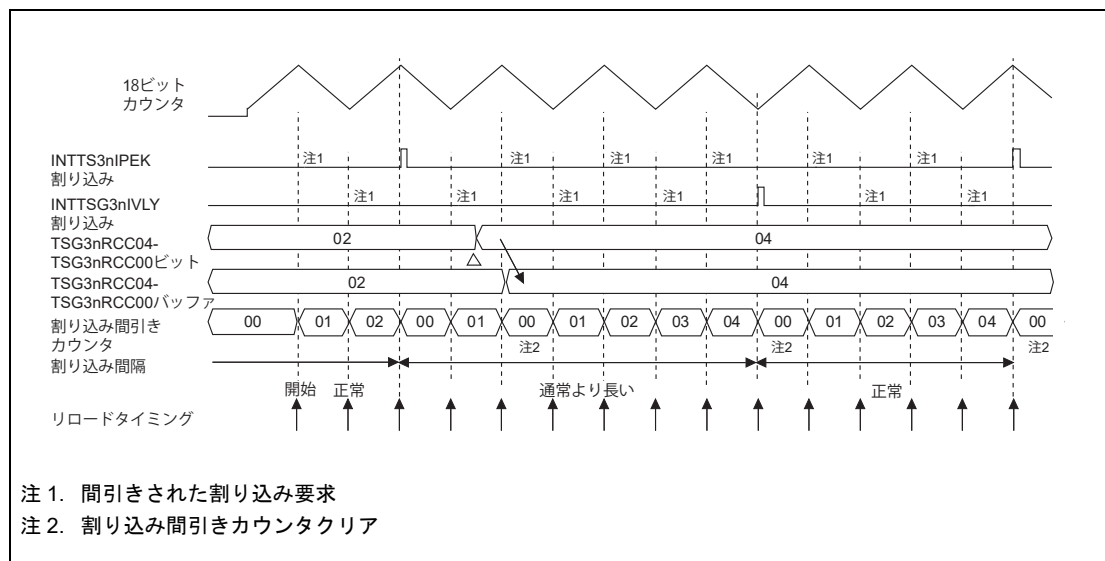 18ビット
カウンタ
INTTS3nIPEK
割り込み
注1 注1 注1 注1 注1 注1
INTTSG3nIVLY
割り込み
注1 注1 注1 注1 注1 注1
TSG3nRCC04-
TSG3nRCC00ビット
02 04
TSG3nRCC04-
TSG3nRCC00バッファ
02 04
割り込み間引き
カウンタ
00 01 02 00 01 00 01 02 03 04 00 01 02 03 04 00
注2 注2 注2
割り込み間隔
開始 正常 通常より長い 正常
リロードタイミング
注 1. 間引きされた割り込み要求
注 2. 割り込み間引きカウンタクリア